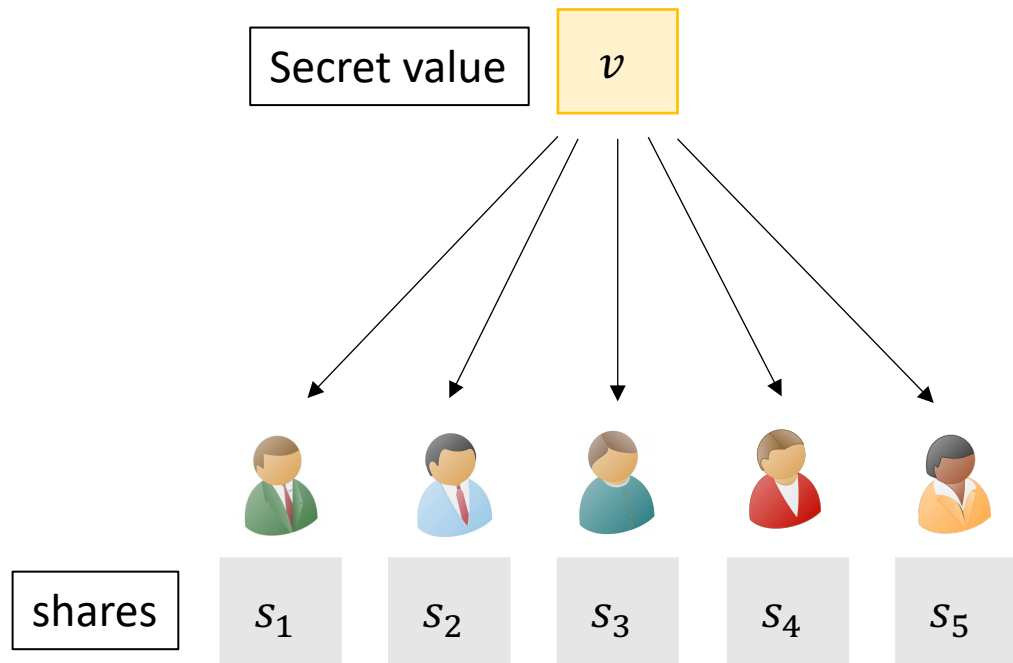 Secret value
v
shares
s₁
s₂
s₃
s₄
s₅